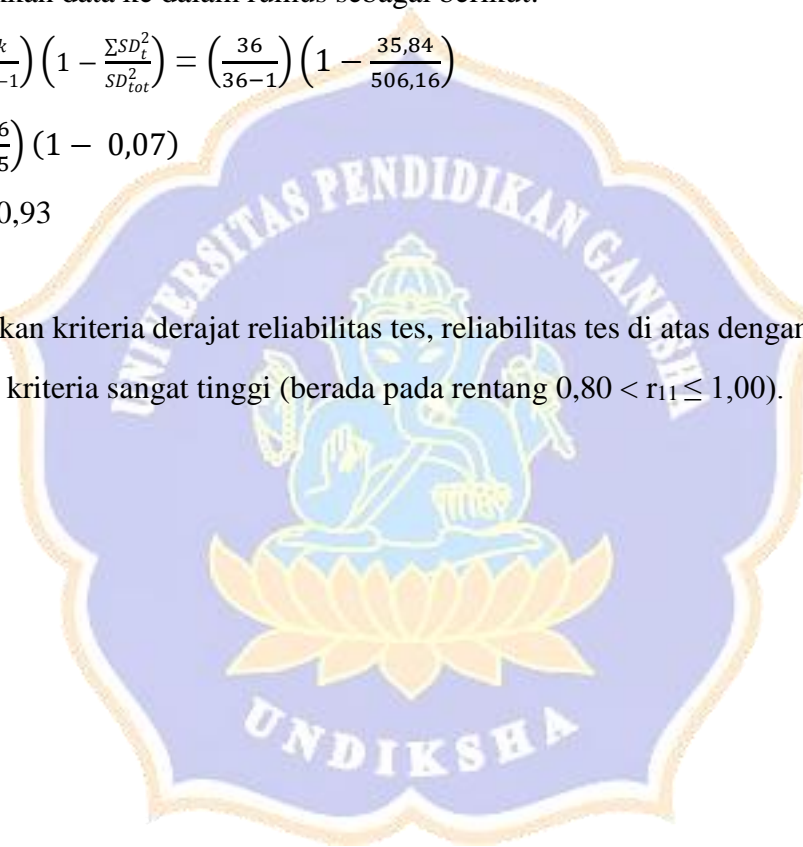 kan data ke dalam rumus sebagai berikut:
k/−1) (1 − ΣSD²ₜ/SD²ₜₒₜ) = (36/36−1) (1 − 35,84/506,16)
6/5) (1 − 0,07)
0,93
kan kriteria derajat reliabilitas tes, reliabilitas tes di atas dengan
kriteria sangat tinggi (berada pada rentang 0,80 < r₁₁ ≤ 1,00).
UNIVERSITAS PENDIDIKAN GANESHA
UNDIKSHA